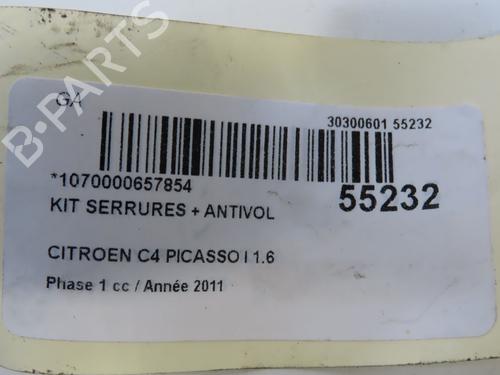 GA
30300601 55232
*1070000657854
55232
KIT SERRURES + ANTIVOL
CITROEN C4 PICASSO I 1.6
Phase 1 cc / Année 2011
B-PARTS